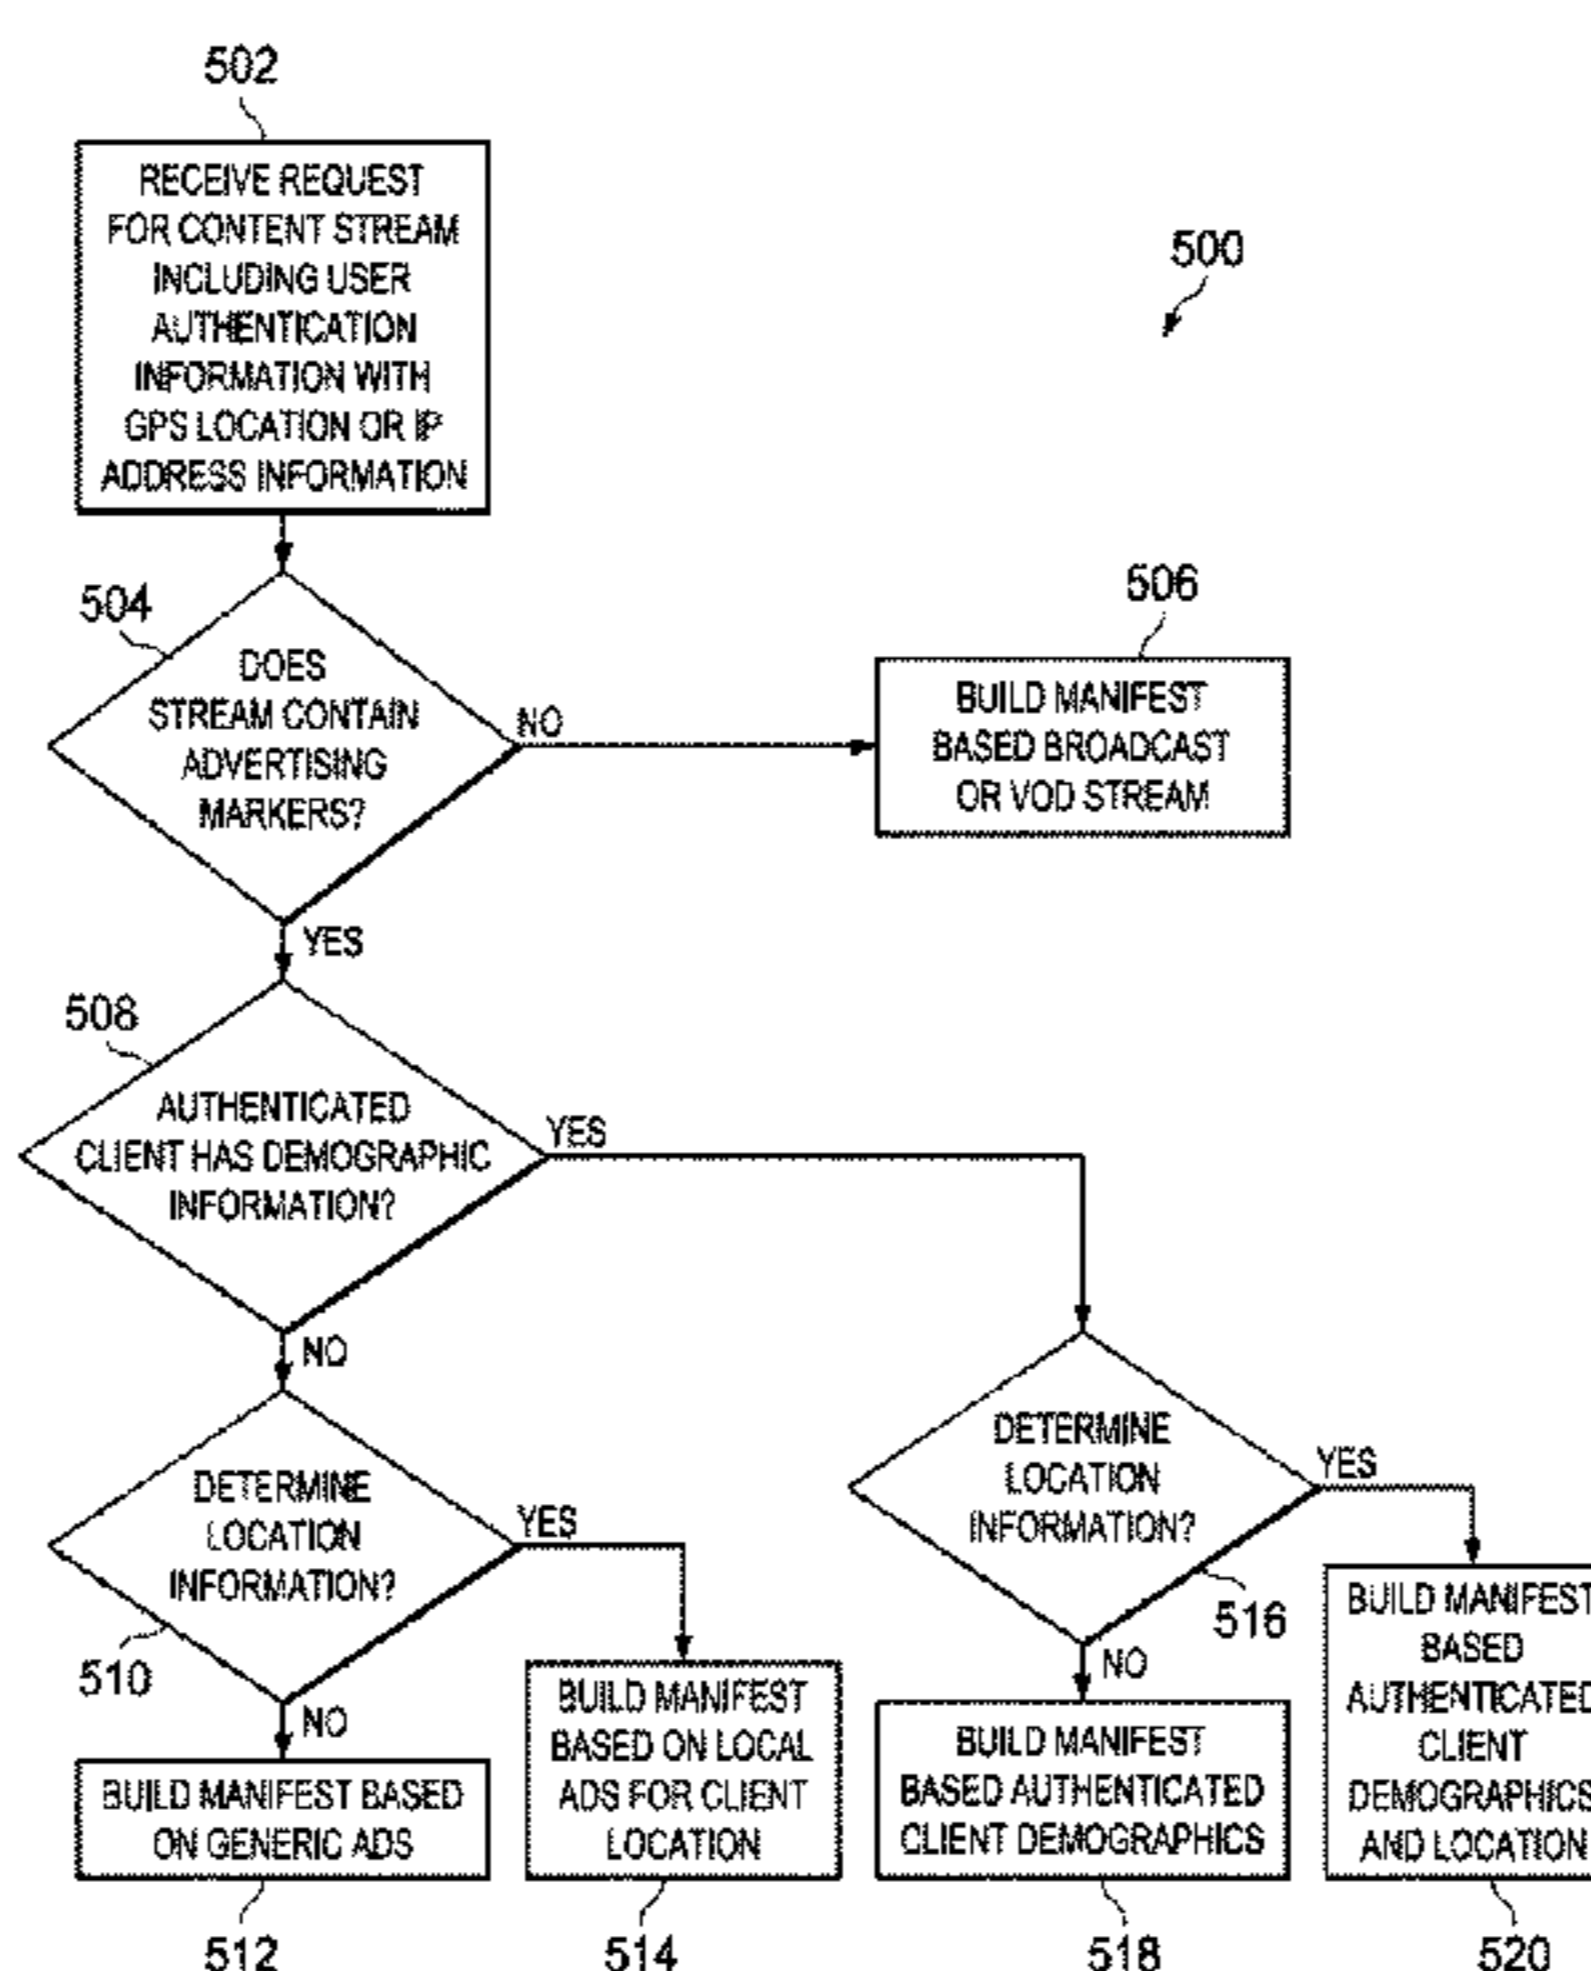 502
RECEIVE REQUEST
FOR CONTENT STREAM
INCLUDING USER
AUTHENTICATION
INFORMATION WITH
GPS LOCATION OR IP
ADDRESS INFORMATION
500
504
DOES
STREAM CONTAIN
ADVERTISING
MARKERS?
NO
506
BUILD MANIFEST
BASED BROADCAST
OR VOD STREAM
YES
508
AUTHENTICATED
CLIENT HAS DEMOGRAPHIC
INFORMATION?
YES
NO
DETERMINE
LOCATION
INFORMATION?
510
YES
NO
BUILD MANIFEST BASED
ON GENERIC ADS
512
BUILD MANIFEST
BASED ON LOCAL
ADS FOR CLIENT
LOCATION
514
DETERMINE
LOCATION
INFORMATION?
516
YES
NO
BUILD MANIFEST
BASED AUTHENTICATED
CLIENT DEMOGRAPHICS
518
BUILD MANIFEST
BASED
AUTHENTICATED
CLIENT
DEMOGRAPHICS
AND LOCATION
520